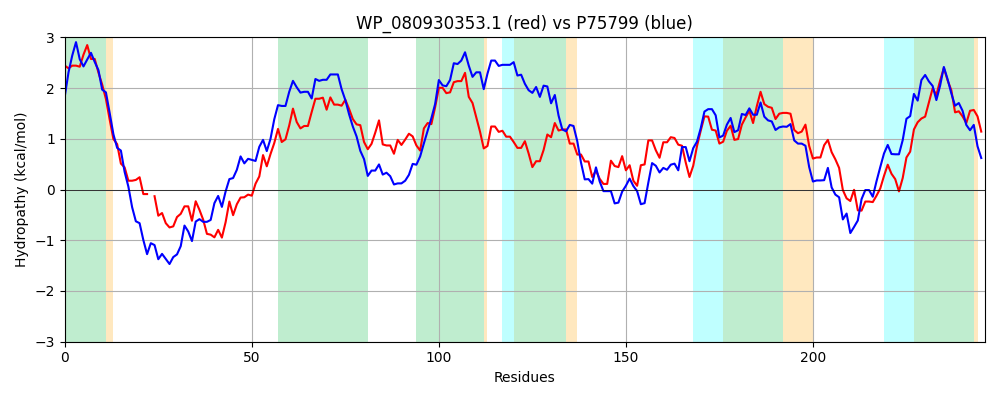 WP_080930353.1 (red) vs P75799 (blue)
Hydropathy (kcal/mol)
3
2
1
0
−1
−2
−3
0 50 100 150 200
Residues